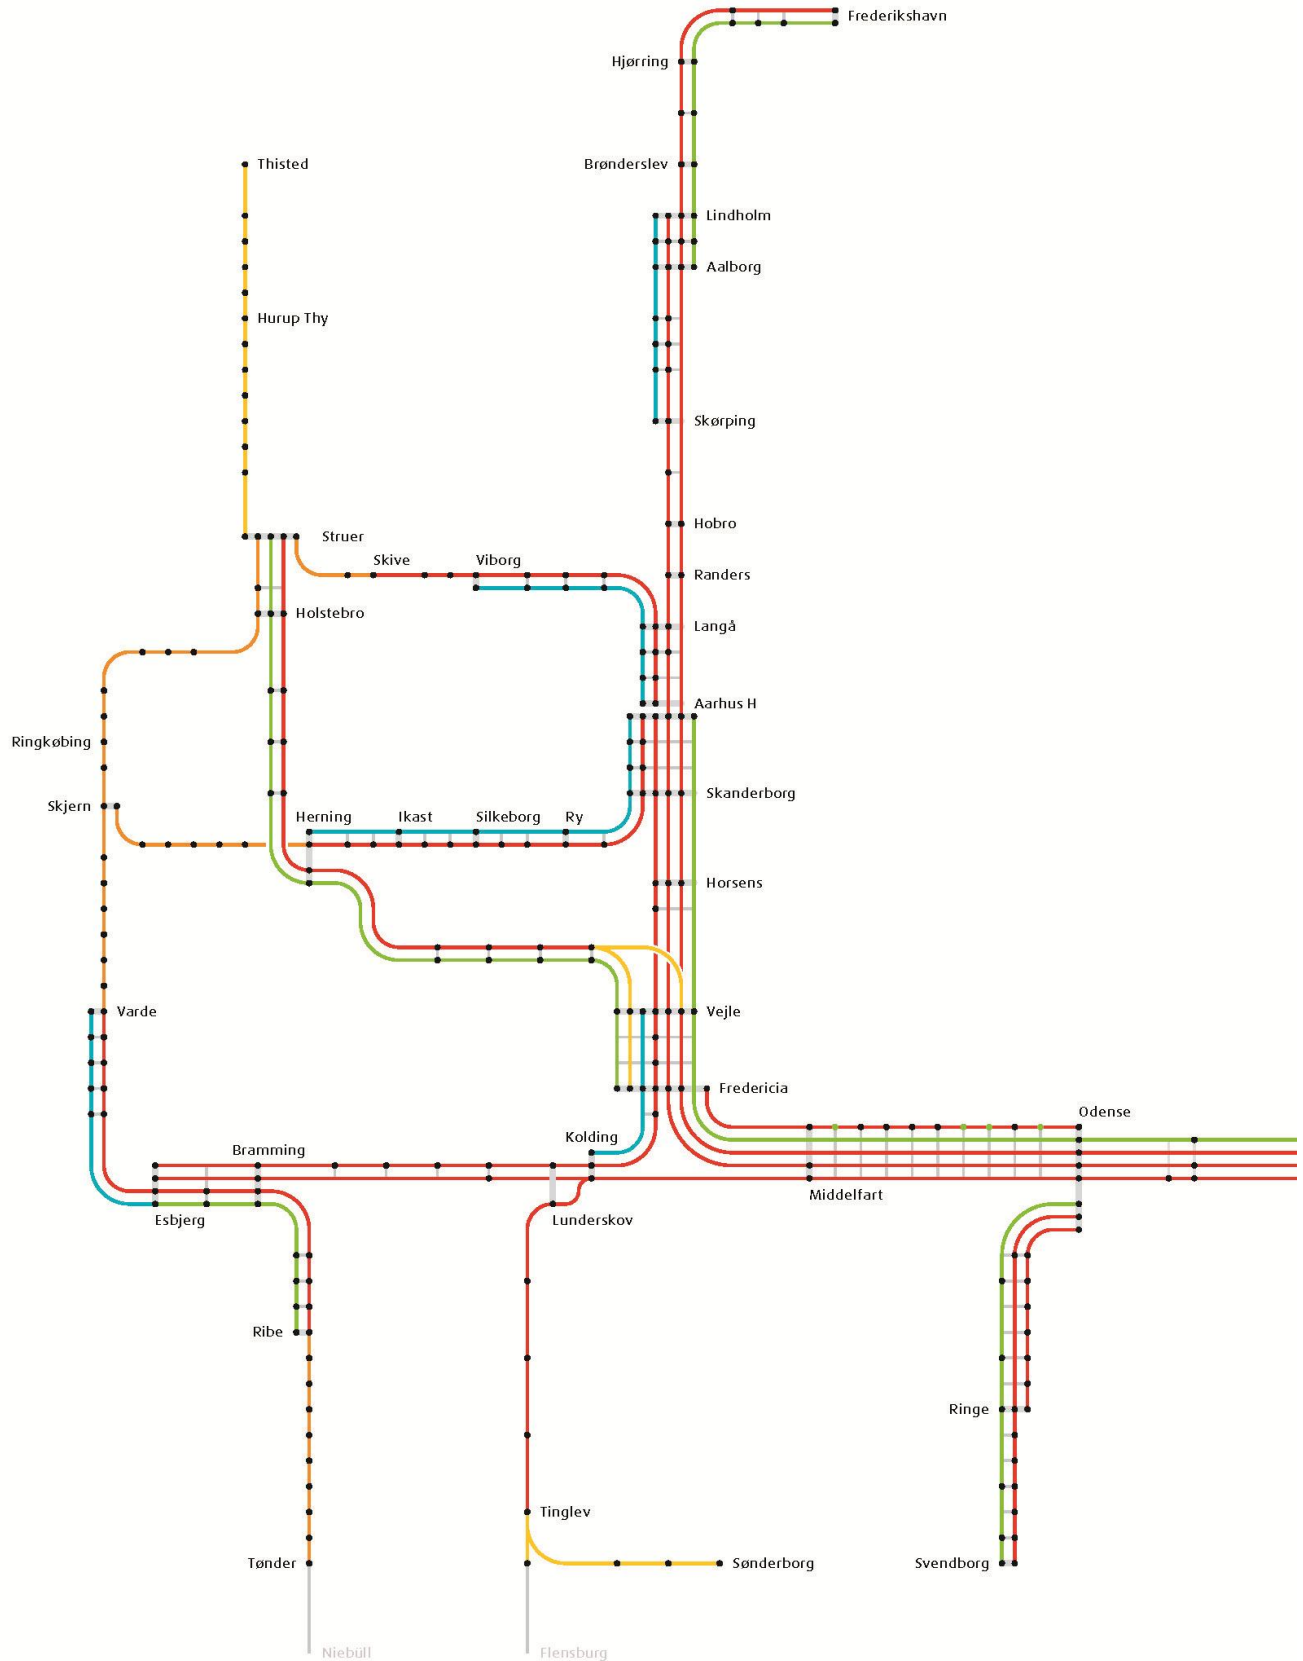 Frederikshavn
Hjørring
Thisted
Brønderslev
Lindholm
Aalborg
Hurup Thy
Skørping
Hobro
Struer
Skive
Viborg
Randers
Holstebro
Langå
Aarhus H
Ringkøbing
Skjern
Skanderborg
Herning
Ikast
Silkeborg
Ry
Horsens
Varde
Vejle
Fredericia
Odense
Kolding
Bramming
Middelfart
Esbjerg
Lunderskov
Ribe
Ringe
Tinglev
Tønder
Sønderborg
Svendborg
Niebüll
Flensburg